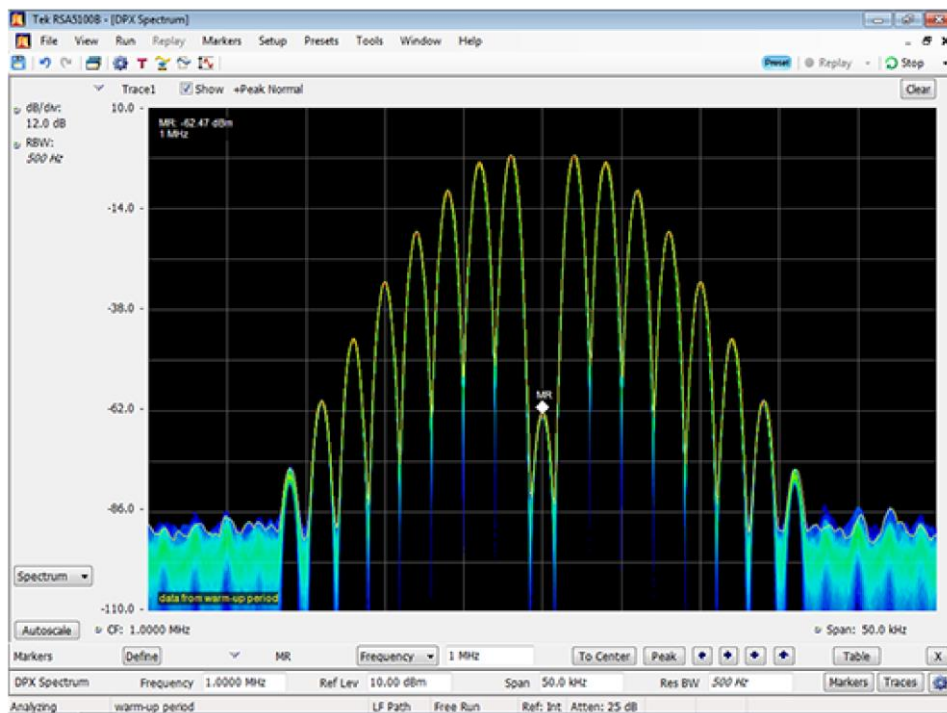 Tek RSA5100B - [DPX Spectrum]
File View Run Replay Markers Setup Presets Tools Window Help
Preset Replay Stop
Trace1 Show +Peak Normal Clear
dB/div:
12.0 dB
RBW:
500 Hz
10.0
MR: -62.47 dBm
1 MHz
-14.0
-38.0
MR
-62.0
-86.0
Spectrum
-110.0
data from warm-up period
Autoscale CF: 1.0000 MHz Span: 50.0 kHz
Markers Define MR Frequency 1 MHz To Center Peak Table X
DPX Spectrum Frequency 1.0000 MHz Ref Lev 10.00 dBm Span 50.0 kHz Res BW 500 Hz Markers Traces
Analyzing warm-up period LF Path Free Run Ref: Int Atten: 25 dB